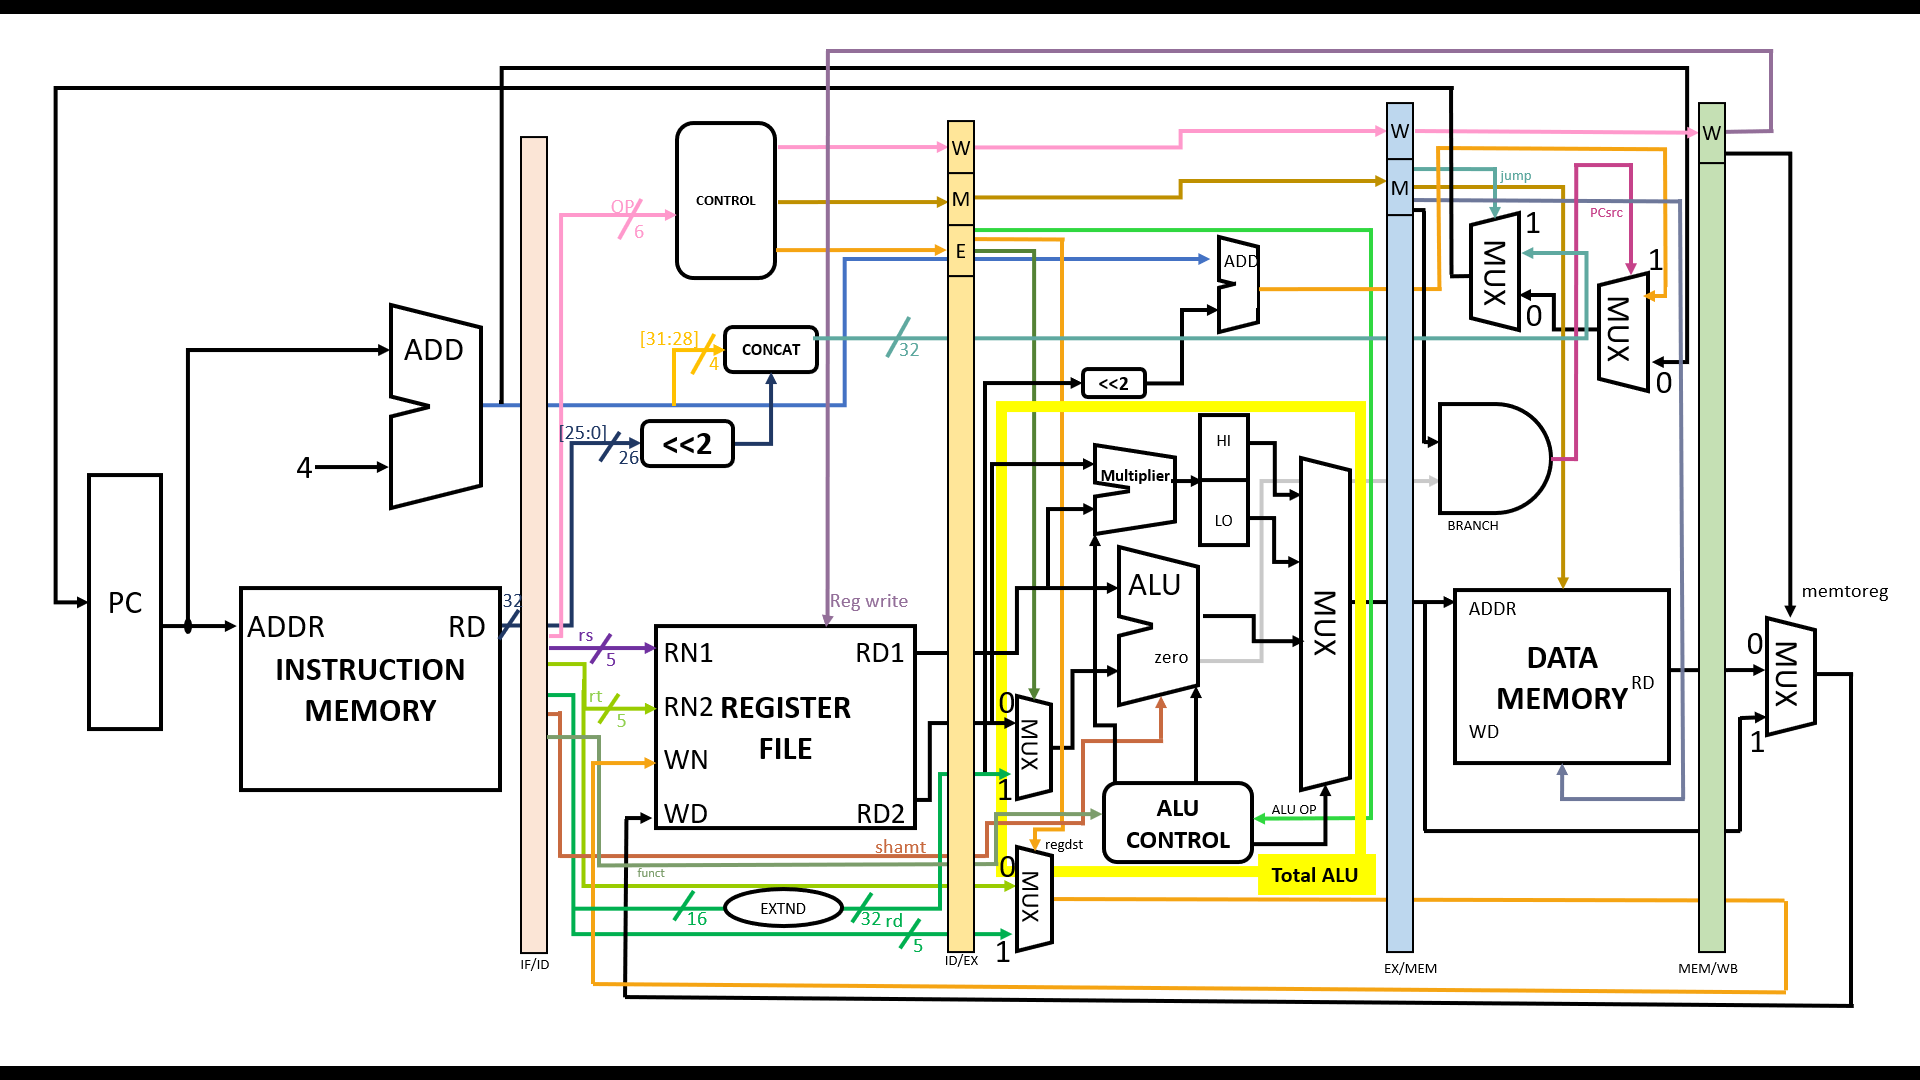 W
W
W
CONTROL
M
M
jump
OP
6
PCsrc
1
E
MUX
ADD
1
0
MUX
[31:28]
4
CONCAT
32
ADD
0
<<2
[25:0]
26
<<2
HI
Multiplier
LO
4
BRANCH
PC
32
ADDR
RD
INSTRUCTION
MEMORY
rs
5
rt
5
Reg write
RN1
RD1
RN2
REGISTER
FILE
WN
WD
RD2
ALU
zero
MUX
0
MUX
1
ALU
CONTROL
ALU OP
ADDR
DATA
MEMORY
RD
WD
memtoreg
0
MUX
1
shamt
funct
regdst
0
MUX
1
Total ALU
16
EXTND
32
rd
5
IF/ID
ID/EX
EX/MEM
MEM/WB